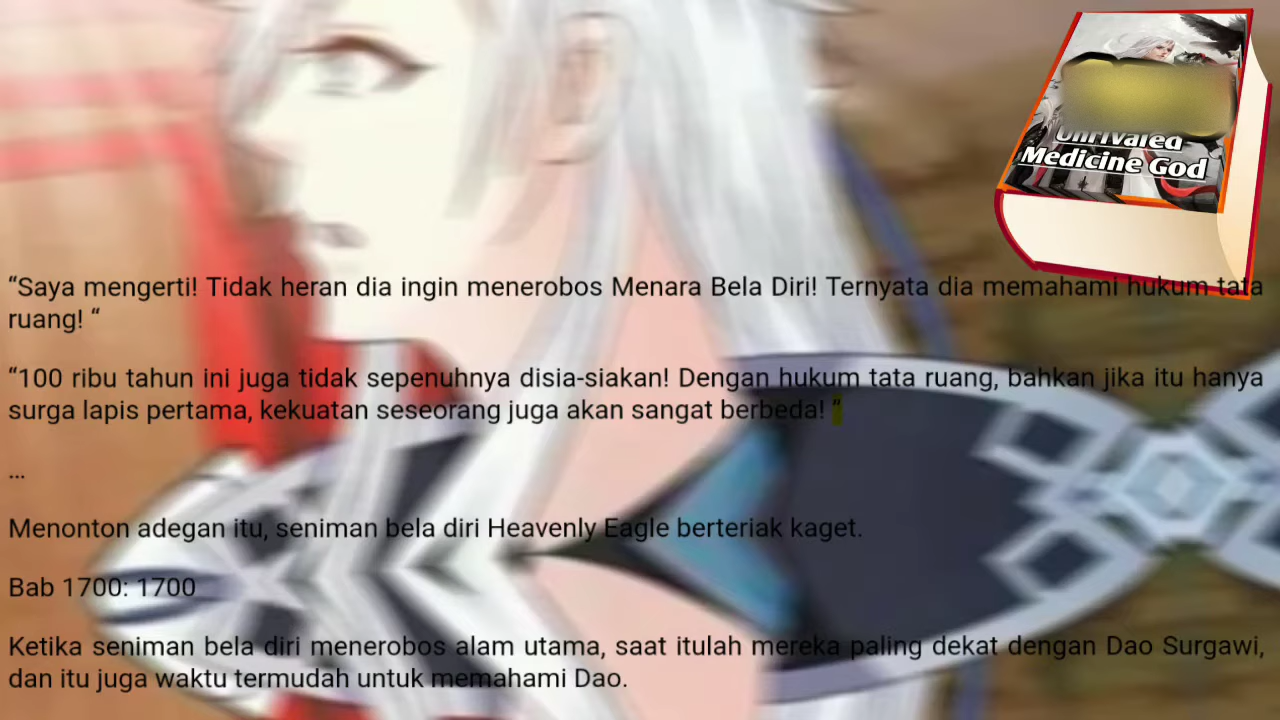 Unrivaled
Medicine God
“Saya mengerti! Tidak heran dia ingin menerobos Menara Bela Diri! Ternyata dia memahami hukum tata
ruang! “
“100 ribu tahun ini juga tidak sepenuhnya disia-siakan! Dengan hukum tata ruang, bahkan jika itu hanya
surga lapis pertama, kekuatan seseorang juga akan sangat berbeda! “
...
Menonton adegan itu, seniman bela diri Heavenly Eagle berteriak kaget.
Bab 1700: 1700
Ketika seniman bela diri menerobos alam utama, saat itulah mereka paling dekat dengan Dao Surgawi,
dan itu juga waktu termudah untuk memahami Dao.